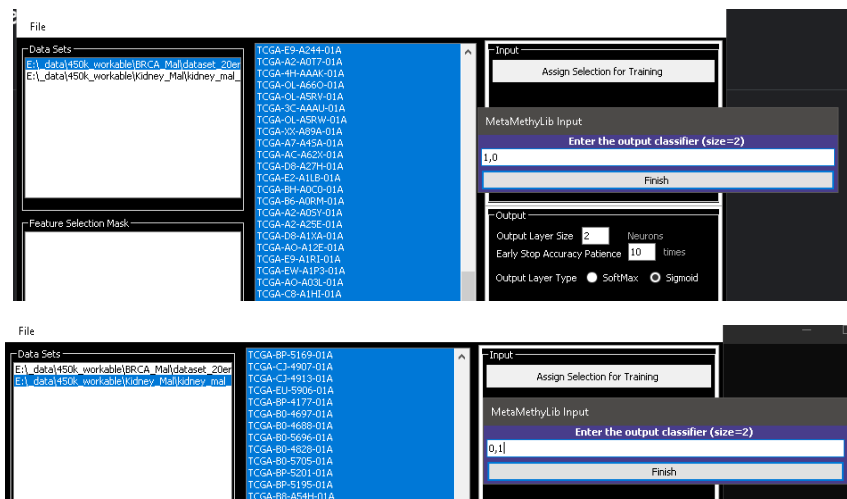 File
Data Sets
E:\_data\450k_workable\BRCA_Mal\dataset_20er
E:\_data\450k_workable\Kidney_Mal\kidney_mal_
Feature Selection Mask
TCGA-E9-A244-01A
TCGA-A2-A0T7-01A
TCGA-4H-AAAK-01A
TCGA-OL-A66O-01A
TCGA-OL-A5RV-01A
TCGA-3C-AAAU-01A
TCGA-OL-A5RW-01A
TCGA-XX-A89A-01A
TCGA-A7-A45A-01A
TCGA-AC-A62X-01A
TCGA-D8-A27H-01A
TCGA-E2-A1LB-01A
TCGA-BH-A0C0-01A
TCGA-B6-A0RM-01A
TCGA-A2-A05Y-01A
TCGA-A2-A25E-01A
TCGA-D8-A1XA-01A
TCGA-AO-A12E-01A
TCGA-E9-A1RI-01A
TCGA-EW-A1P3-01A
TCGA-AO-A03L-01A
TCGA-C8-A1HI-01A
Input
Assign Selection for Training
MetaMethyLib Input
Enter the output classifier (size=2)
1,0
Finish
Output
Output Layer Size 2 Neurons
Early Stop Accuracy Patience 10 times
Output Layer Type SoftMax Sigmoid
File
Data Sets
E:\_data\450k_workable\BRCA_Mal\dataset_20er
E:\_data\450k_workable\Kidney_Mal\kidney_mal_
TCGA-BP-5169-01A
TCGA-CJ-4907-01A
TCGA-CJ-4913-01A
TCGA-EU-5906-01A
TCGA-BP-4177-01A
TCGA-B0-4697-01A
TCGA-B0-4688-01A
TCGA-B0-5696-01A
TCGA-B0-4828-01A
TCGA-B0-5705-01A
TCGA-BP-5201-01A
TCGA-BP-5195-01A
TCGA-B8-A54H-01A
Input
Assign Selection for Training
MetaMethyLib Input
Enter the output classifier (size=2)
0,1
Finish